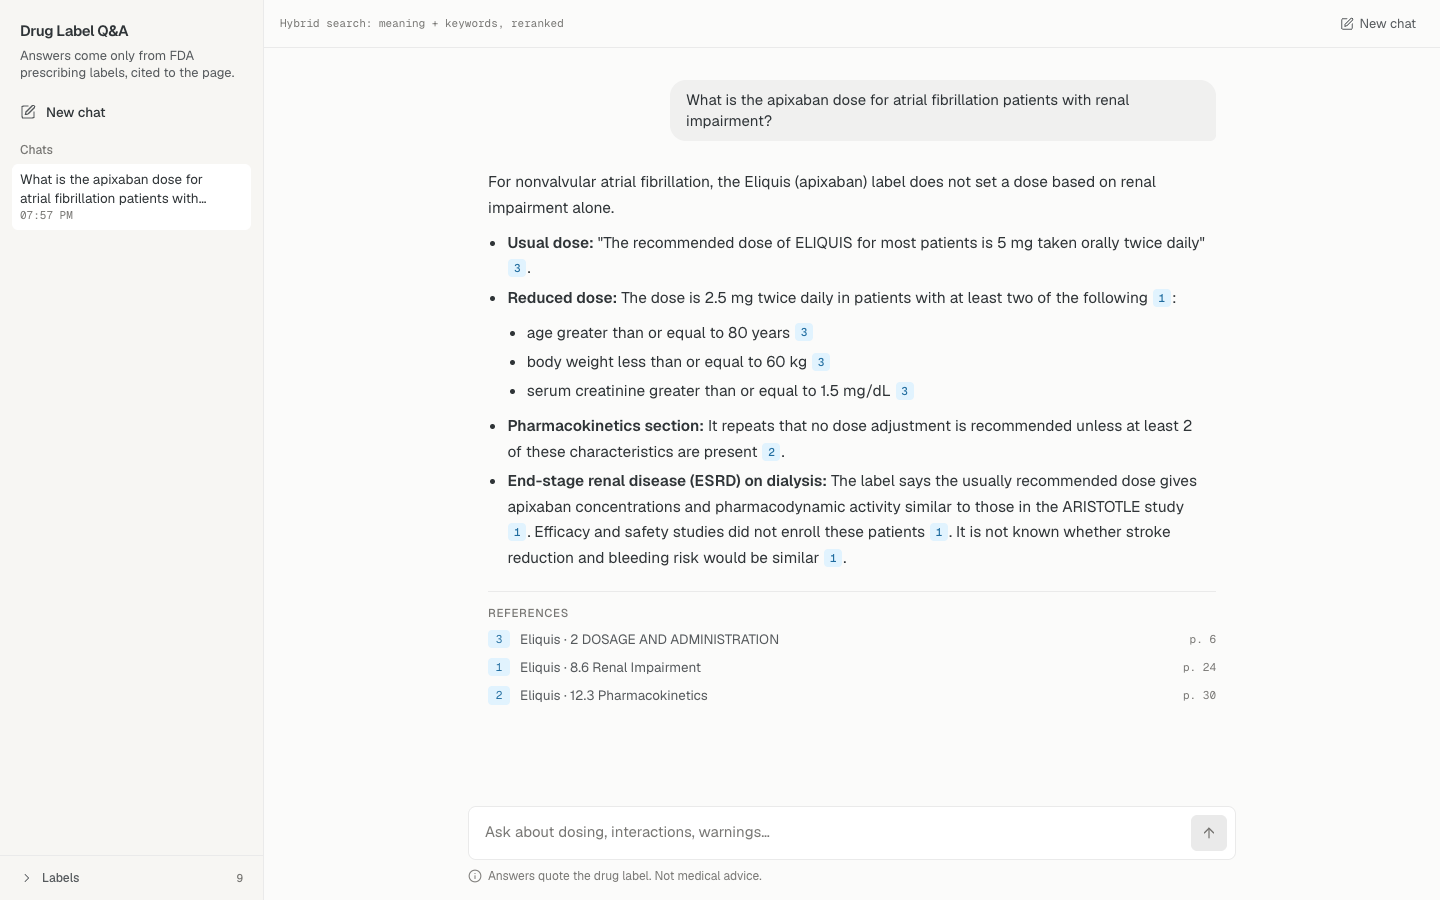 Drug Label Q&A
Answers come only from FDA
prescribing labels, cited to the page.
New chat
Chats
What is the apixaban dose for
atrial fibrillation patients with…
07:57 PM
Labels
9
Hybrid search: meaning + keywords, reranked
New chat
What is the apixaban dose for atrial fibrillation patients with renal
impairment?
For nonvalvular atrial fibrillation, the Eliquis (apixaban) label does not set a dose based on renal
impairment alone.
• Usual dose: "The recommended dose of ELIQUIS for most patients is 5 mg taken orally twice daily"
3.
• Reduced dose: The dose is 2.5 mg twice daily in patients with at least two of the following 1:
• age greater than or equal to 80 years 3
• body weight less than or equal to 60 kg 3
• serum creatinine greater than or equal to 1.5 mg/dL 3
• Pharmacokinetics section: It repeats that no dose adjustment is recommended unless at least 2
of these characteristics are present 2.
• End-stage renal disease (ESRD) on dialysis: The label says the usually recommended dose gives
apixaban concentrations and pharmacodynamic activity similar to those in the ARISTOTLE study
1. Efficacy and safety studies did not enroll these patients 1. It is not known whether stroke
reduction and bleeding risk would be similar 1.
REFERENCES
3 Eliquis · 2 DOSAGE AND ADMINISTRATION p. 6
1 Eliquis · 8.6 Renal Impairment p. 24
2 Eliquis · 12.3 Pharmacokinetics p. 30
Ask about dosing, interactions, warnings…
Answers quote the drug label. Not medical advice.